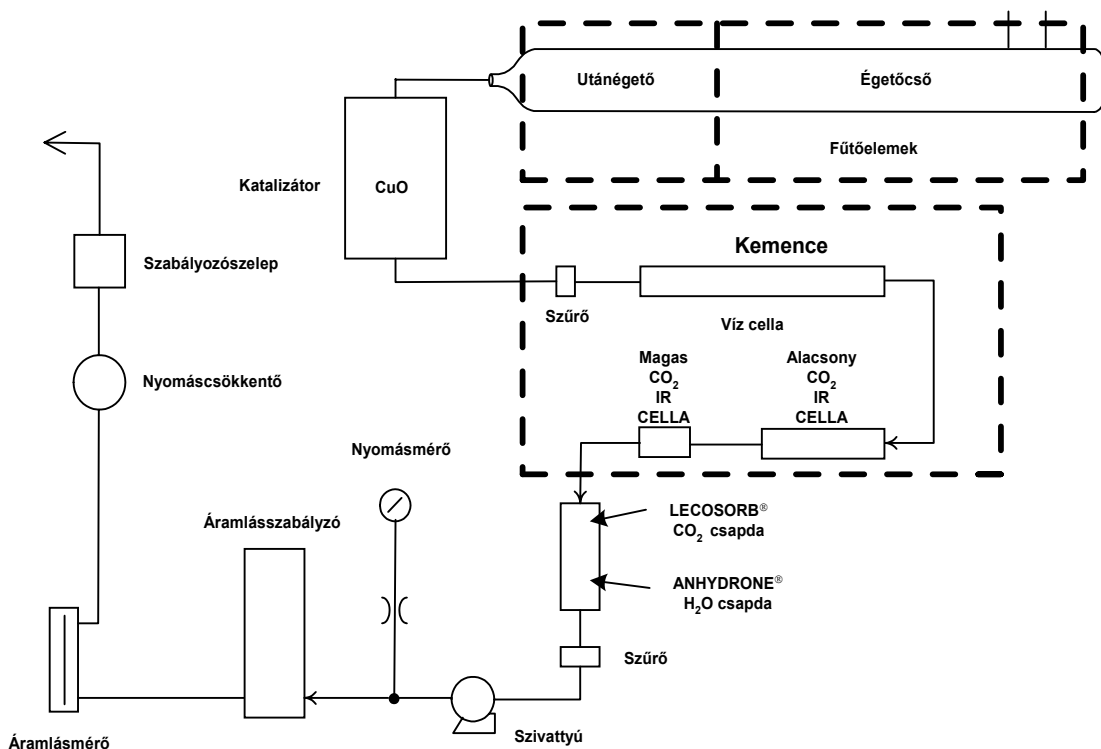 Utánégető
Égetőcső
Fűtőelemek
Katalizátor
CuO
Szabályozószelep
Kemence
Szűrő
Víz cella
Magas
CO₂
IR
CELLA
Alacsony
CO₂
IR
CELLA
Nyomáscsökkentő
Nyomásmérő
LECOSORB®
CO₂ csapda
Áramlásszabályzó
ANHYDRONE®
H₂O csapda
Szűrő
Szivattyú
Áramlásmérő